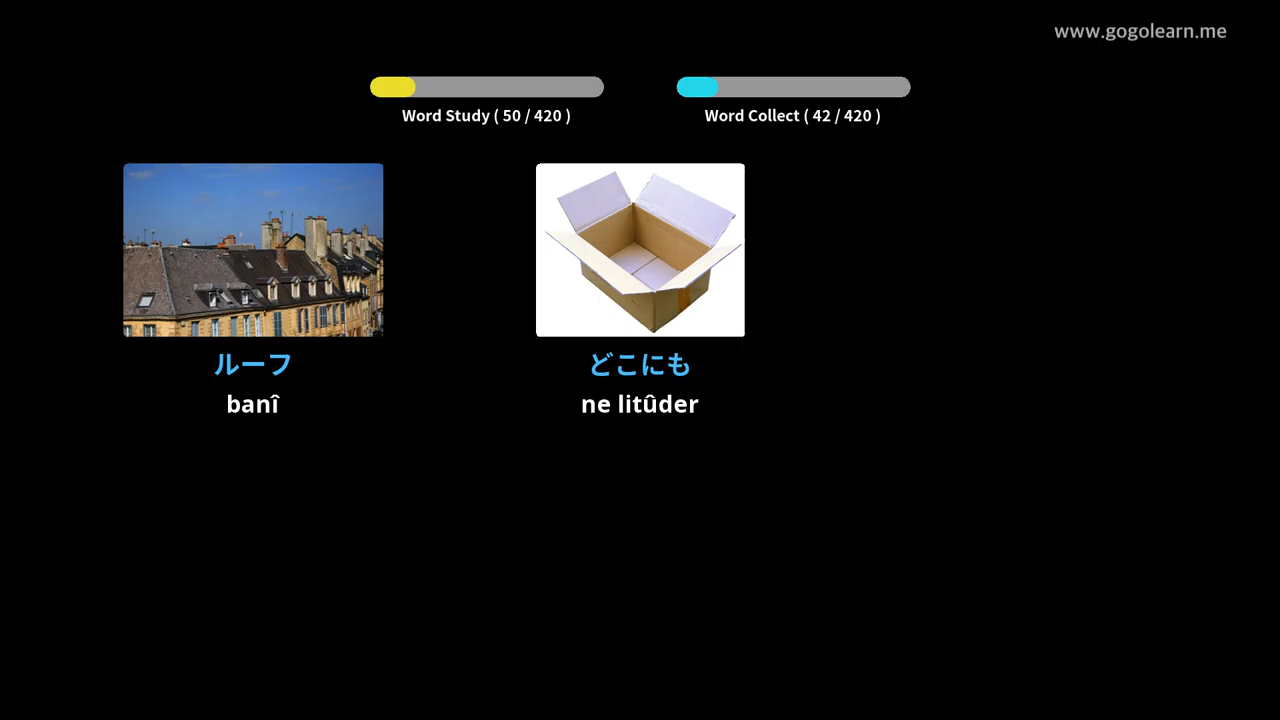 www.gogolearn.me
Word Study ( 50 / 420 )
Word Collect ( 42 / 420 )
ルーフ
banî
どこにも
ne litûder